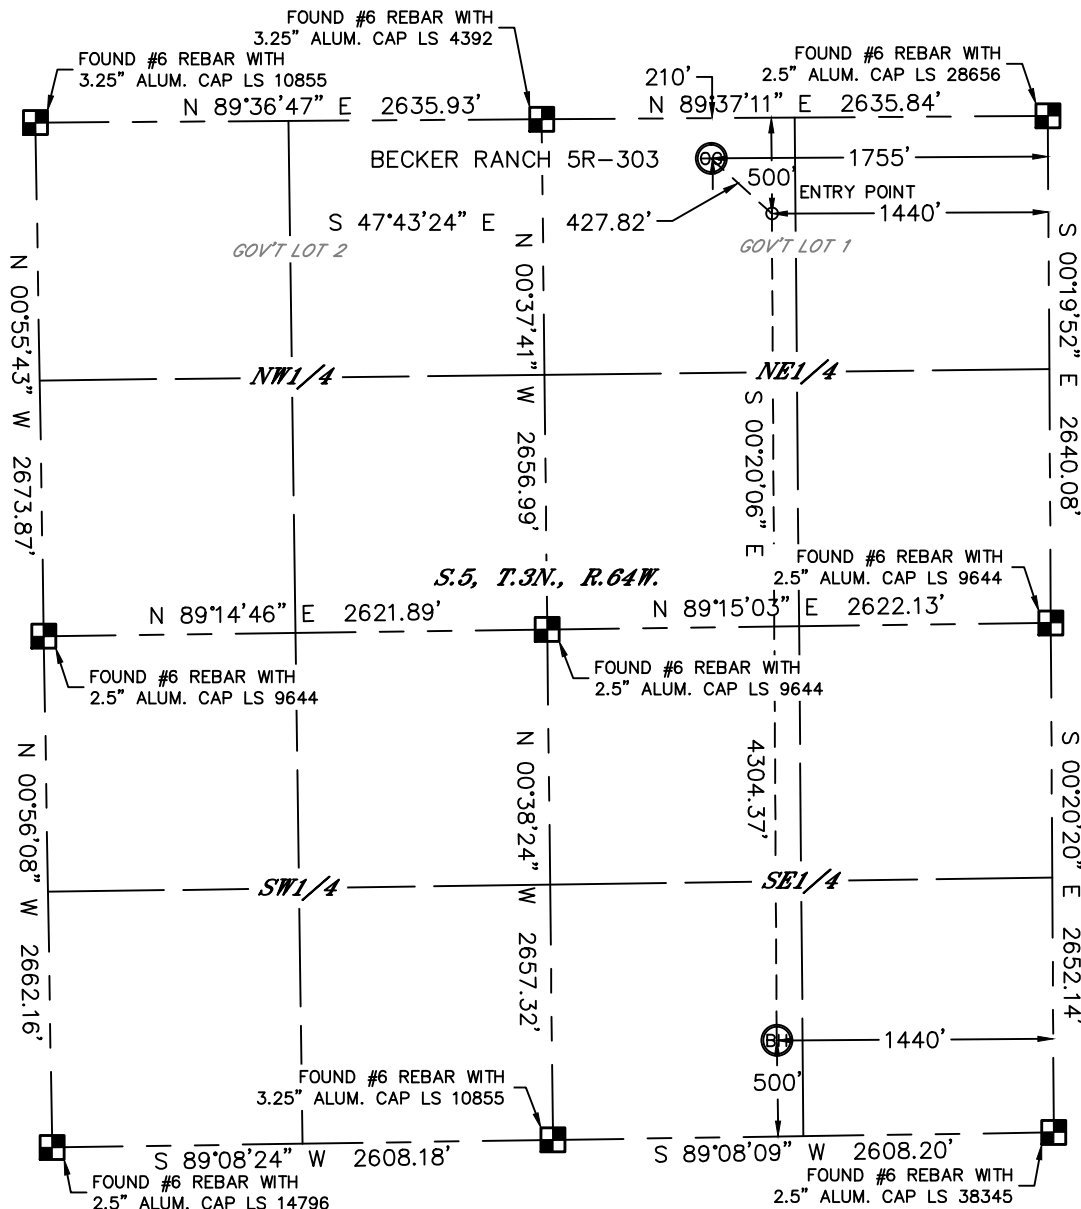 FOUND #6 REBAR WITH
3.25" ALUM. CAP LS 4392
FOUND #6 REBAR WITH
3.25" ALUM. CAP LS 10855
FOUND #6 REBAR WITH
2.5" ALUM. CAP LS 28656
210'
N 89°36'47" E 2635.93'
N 89°37'11" E 2635.84'
BECKER RANCH 5R-303
1755'
500'
ENTRY POINT
1440'
S 47°43'24" E 427.82'
GOV'T LOT 2
GOV'T LOT 1
N 00°55'43" W 2673.87'
N 00°37'41" W 2656.99'
S 00°19'52" E 2640.08'
NW1/4
NE1/4
S 00°20'06" E
4304.37'
S.5, T.3N., R.64W.
FOUND #6 REBAR WITH
2.5" ALUM. CAP LS 9644
N 89°14'46" E 2621.89'
N 89°15'03" E 2622.13'
FOUND #6 REBAR WITH
2.5" ALUM. CAP LS 9644
FOUND #6 REBAR WITH
2.5" ALUM. CAP LS 9644
N 00°56'08" W 2662.16'
N 00°38'24" W 2657.32'
S 00°20'20" E 2652.14'
SW1/4
SE1/4
BH
1440'
500'
FOUND #6 REBAR WITH
3.25" ALUM. CAP LS 10855
S 89°08'24" W 2608.18'
S 89°08'09" W 2608.20'
FOUND #6 REBAR WITH
2.5" ALUM. CAP LS 14796
FOUND #6 REBAR WITH
2.5" ALUM. CAP LS 38345